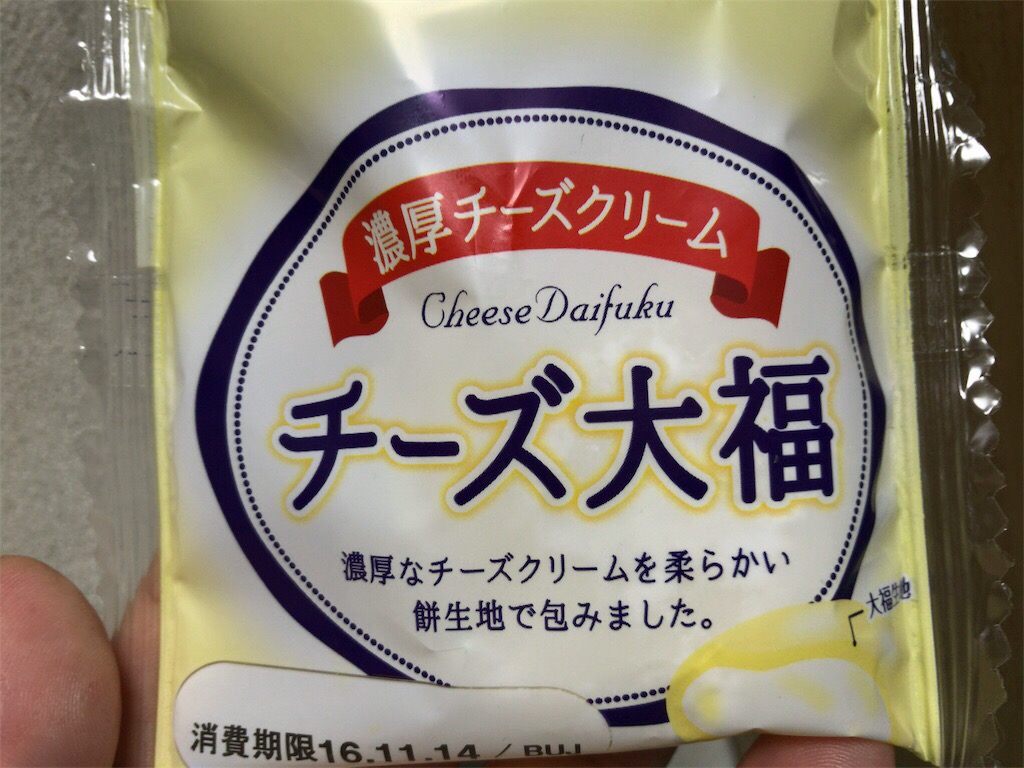 濃厚チーズクリーム
Cheese Daifuku
チーズ大福
濃厚なチーズクリームを柔らかい
餅生地で包みました。
大福生地
消費期限16.11.14 / BUJ